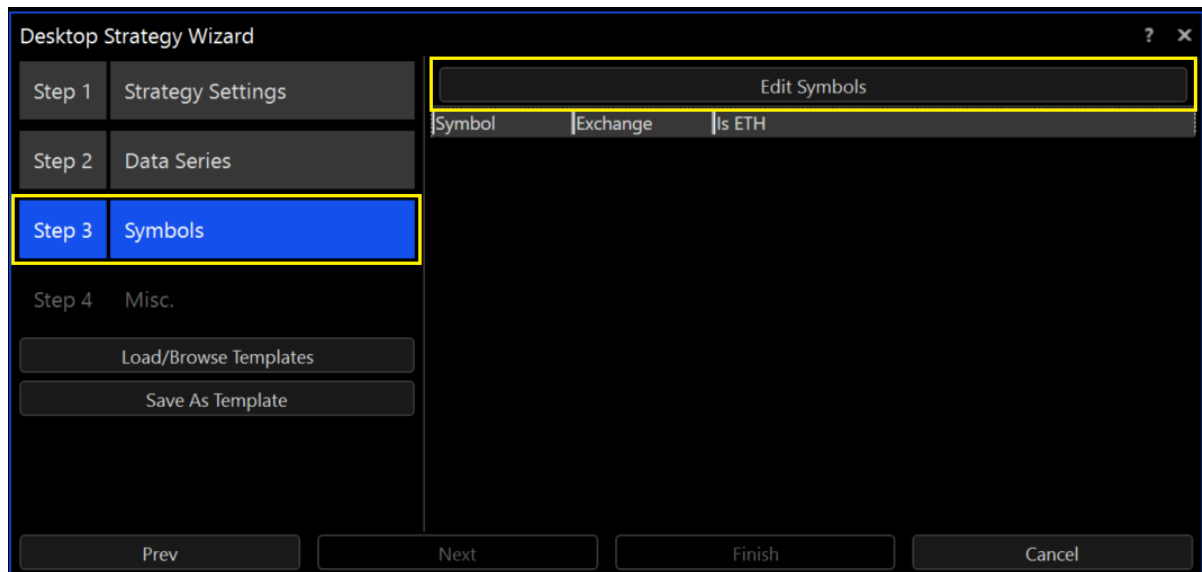 Desktop Strategy Wizard ? ×
Step 1 Strategy Settings
Step 2 Data Series
Step 3 Symbols
Step 4 Misc.
Load/Browse Templates
Save As Template
Edit Symbols
Symbol Exchange Is ETH
Prev Next Finish Cancel